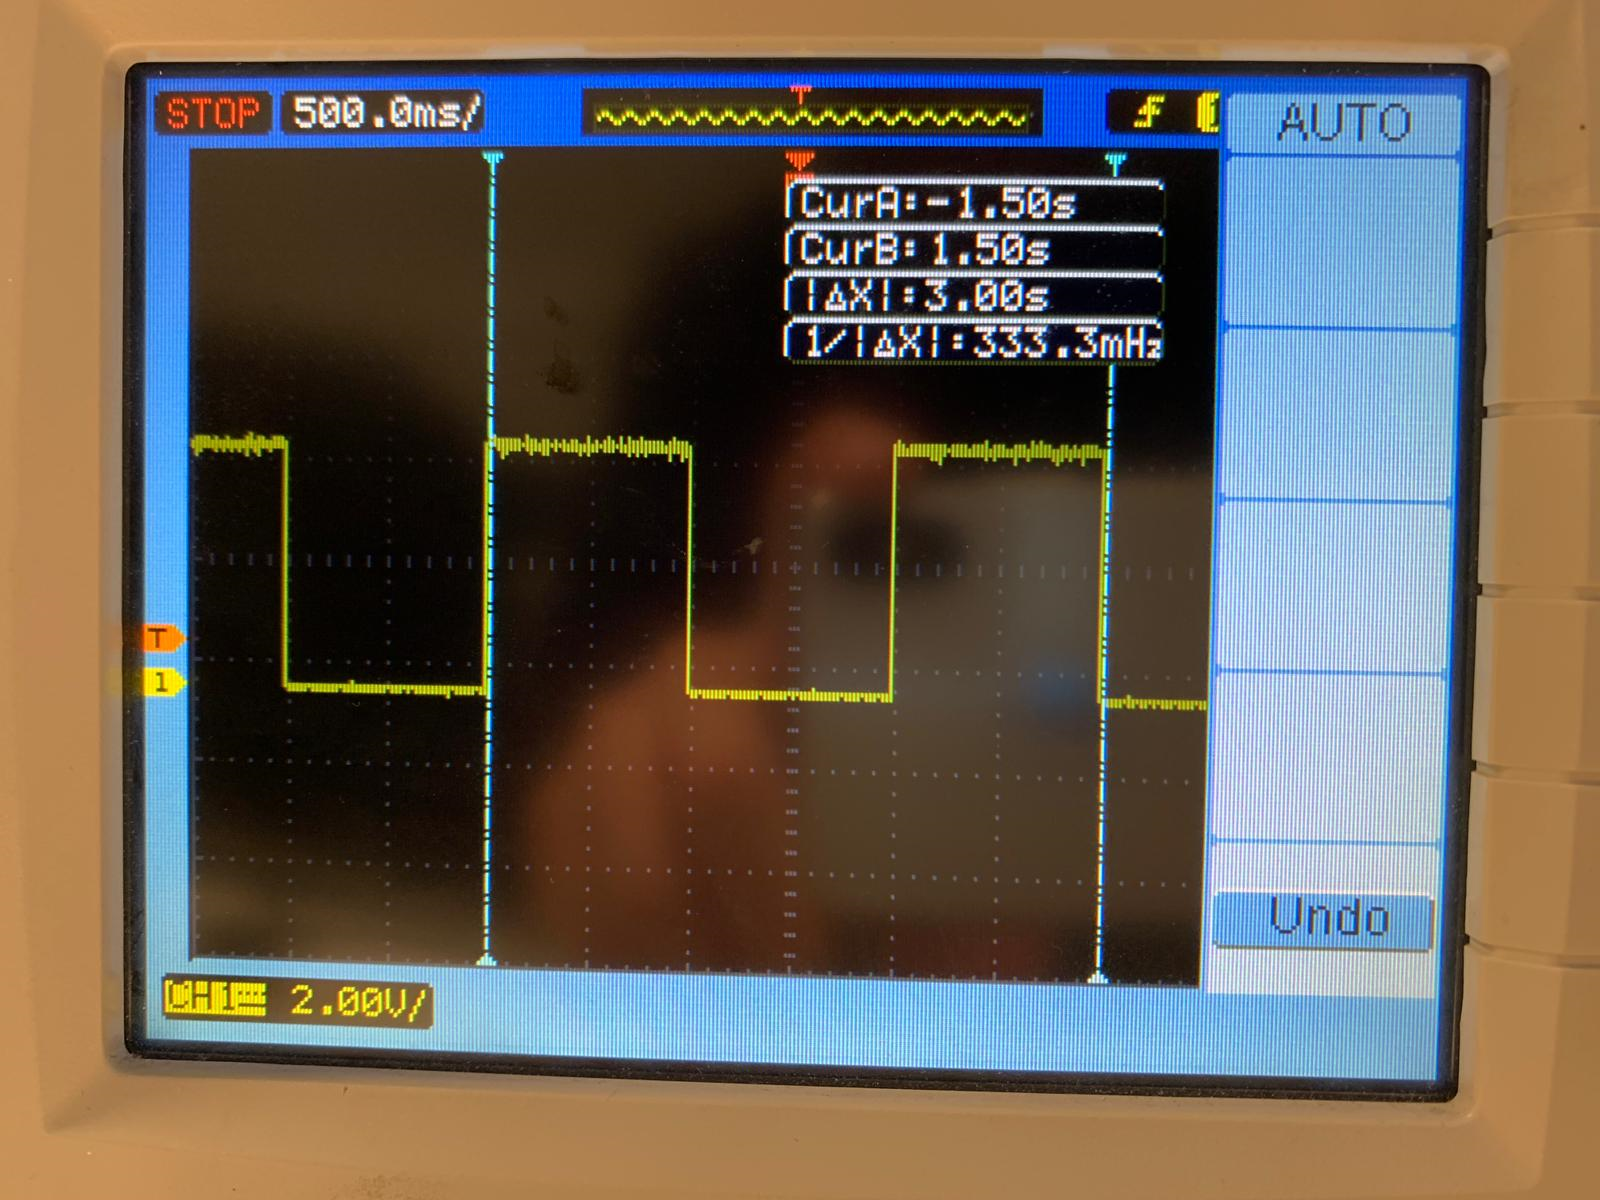 STOP 500.0ms/ T
AUTO
CurA:-1.50s
CurB:1.50s
|ΔX|:3.00s
1/|ΔX|:333.3mHz
T
1
Undo
CH1 2.00V/